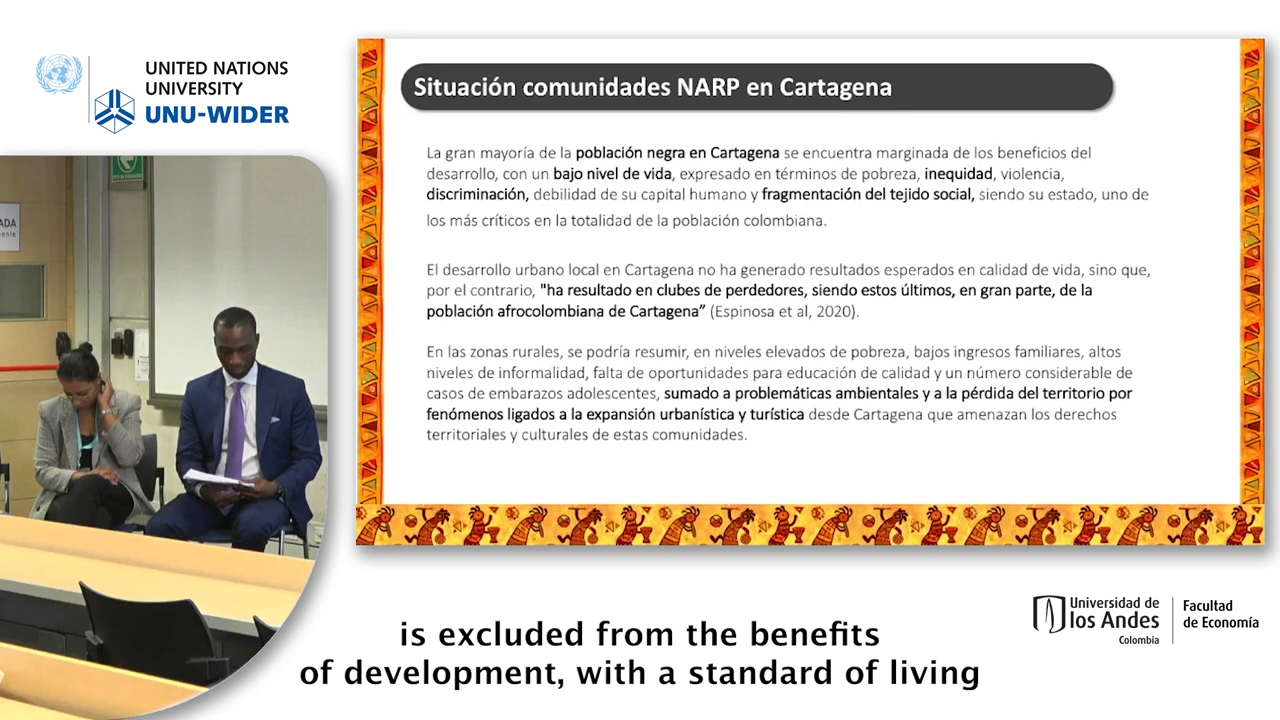 UNITED NATIONS
UNIVERSITY
UNU-WIDER
ADA
Situación comunidades NARP en Cartagena
La gran mayoría de la población negra en Cartagena se encuentra marginada de los beneficios del
desarrollo, con un bajo nivel de vida, expresado en términos de pobreza, inequidad, violencia,
discriminación, debilidad de su capital humano y fragmentación del tejido social, siendo su estado, uno de
los más críticos en la totalidad de la población colombiana.
El desarrollo urbano local en Cartagena no ha generado resultados esperados en calidad de vida, sino que,
por el contrario, "ha resultado en clubes de perdedores, siendo estos últimos, en gran parte, de la
población afrocolombiana de Cartagena” (Espinosa et al, 2020).
En las zonas rurales, se podría resumir, en niveles elevados de pobreza, bajos ingresos familiares, altos
niveles de informalidad, falta de oportunidades para educación de calidad y un número considerable de
casos de embarazos adolescentes, sumado a problemáticas ambientales y a la pérdida del territorio por
fenómenos ligados a la expansión urbanística y turística desde Cartagena que amenazan los derechos
territoriales y culturales de estas comunidades.
Universidad de
los Andes
Colombia
Facultad
de Economía
is excluded from the benefits
of development, with a standard of living